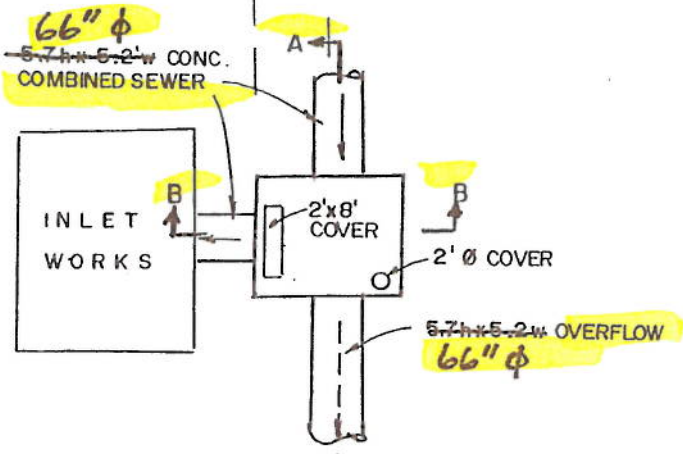 66" ϕ
5.7'h x 5.2'w CONC.
COMBINED SEWER
A
B
B
INLET
WORKS
2'x8'
COVER
2' Ø COVER
5.7'h x 5.2'w OVERFLOW
66" ϕ